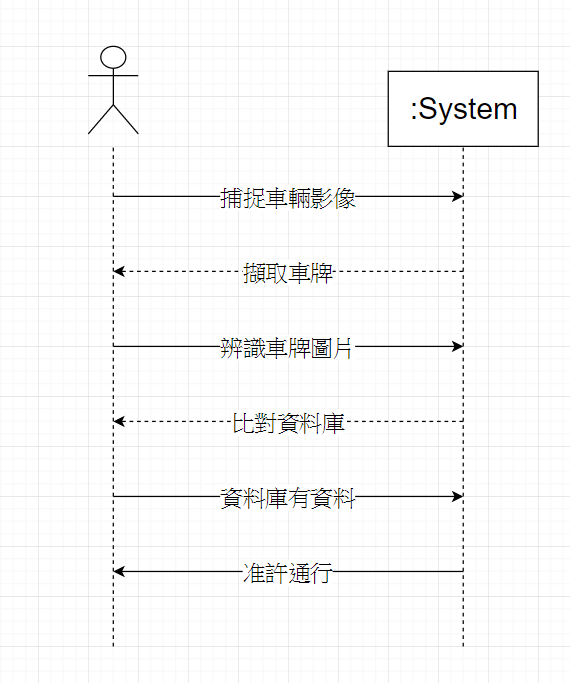 :System
捕捉車輛影像
擷取車牌
辨識車牌圖片
比對資料庫
資料庫有資料
准許通行